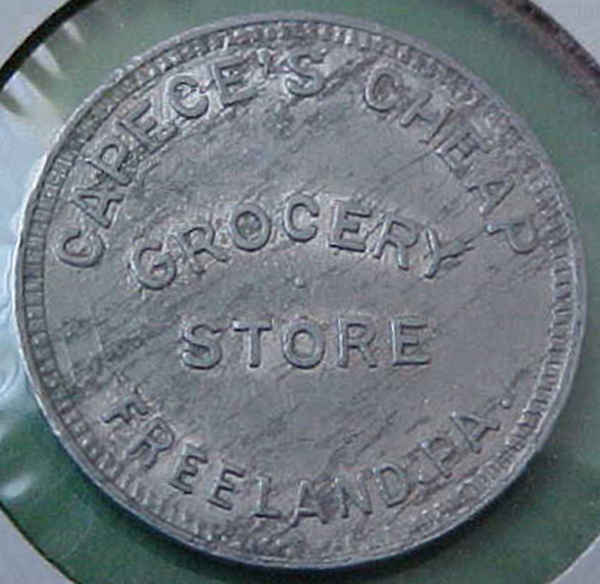 CAPECE'S CHEAP
GROCERY
STORE
FREELAND.PA.